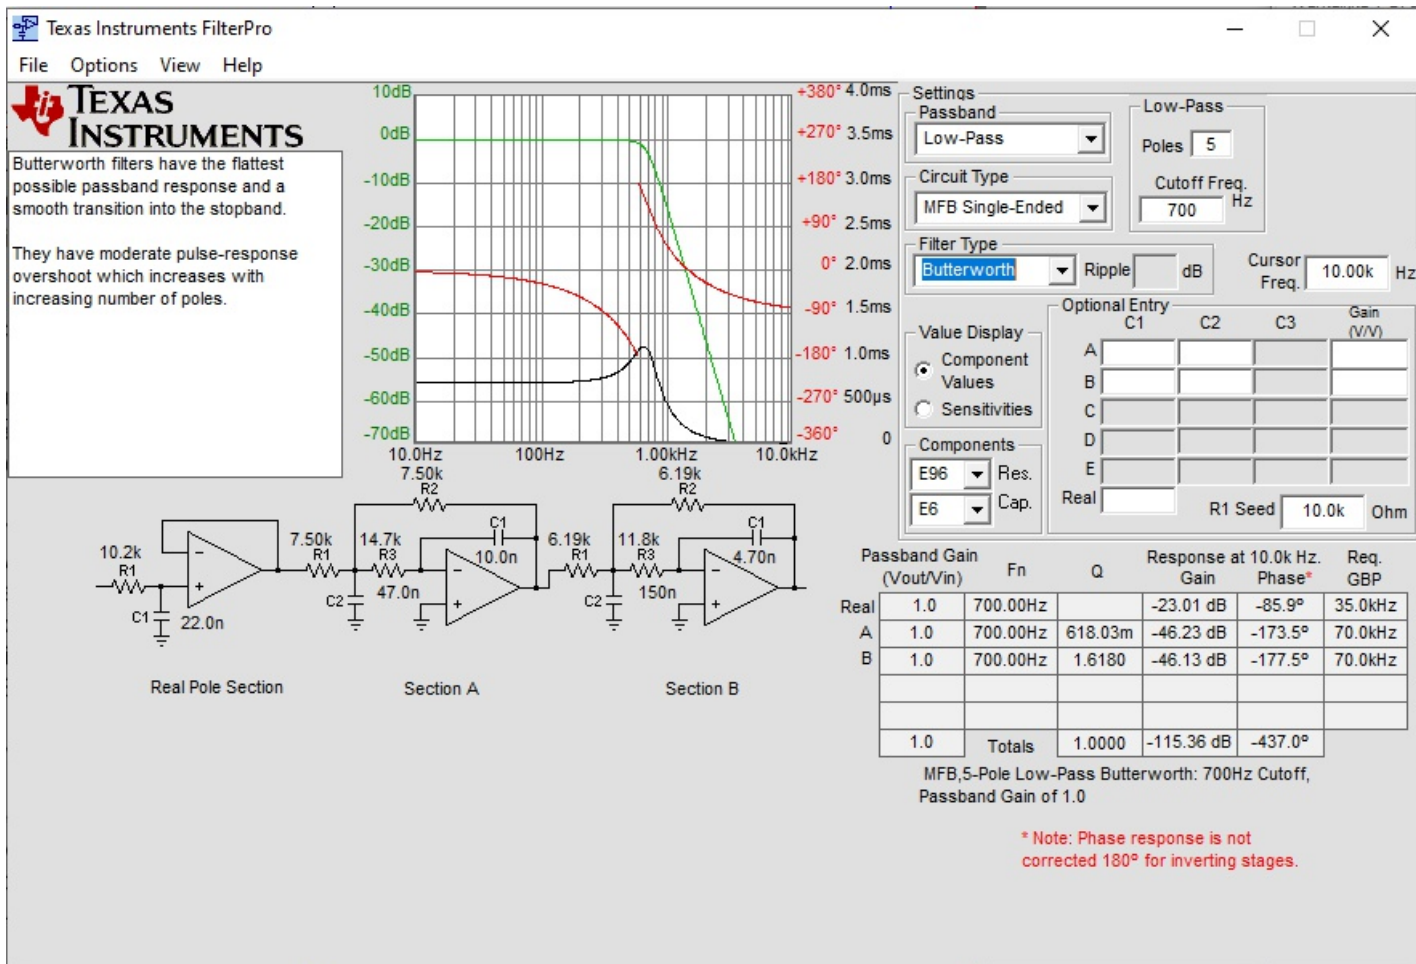 Texas Instruments FilterPro
File Options View Help
TEXAS
INSTRUMENTS
Butterworth filters have the flattest
possible passband response and a
smooth transition into the stopband.
They have moderate pulse-response
overshoot which increases with
increasing number of poles.
10dB
0dB
-10dB
-20dB
-30dB
-40dB
-50dB
-60dB
-70dB
+380° 4.0ms
+270° 3.5ms
+180° 3.0ms
+90° 2.5ms
0° 2.0ms
-90° 1.5ms
-180° 1.0ms
-270° 500µs
-360° 0
10.0Hz 100Hz 1.00kHz 10.0kHz
Settings
Passband
Low-Pass
Circuit Type
MFB Single-Ended
Filter Type
Butterworth
Ripple dB
Low-Pass
Poles 5
Cutoff Freq.
700 Hz
Cursor
Freq. 10.00k Hz
Value Display
Component
Values
Sensitivities
Components
E96 Res.
E6 Cap.
Optional Entry
C1 C2 C3 Gain
(V/V)
A
B
C
D
E
Real
R1 Seed 10.0k Ohm
7.50k
R2
6.19k
R2
10.2k
R1
C1
22.0n
7.50k
R1
14.7k
R3
C1
10.0n
C2
47.0n
6.19k
R1
11.8k
R3
C1
4.70n
C2
150n
- +
- +
- +
Real Pole Section
Section A
Section B
Passband Gain
(Vout/Vin) Fn Q
Response at 10.0k Hz.
Gain Phase*
Req.
GBP
Real 1.0 700.00Hz -23.01 dB -85.9º 35.0kHz
A 1.0 700.00Hz 618.03m -46.23 dB -173.5º 70.0kHz
B 1.0 700.00Hz 1.6180 -46.13 dB -177.5º 70.0kHz
1.0 Totals 1.0000 -115.36 dB -437.0º
MFB,5-Pole Low-Pass Butterworth: 700Hz Cutoff,
Passband Gain of 1.0
* Note: Phase response is not
corrected 180º for inverting stages.